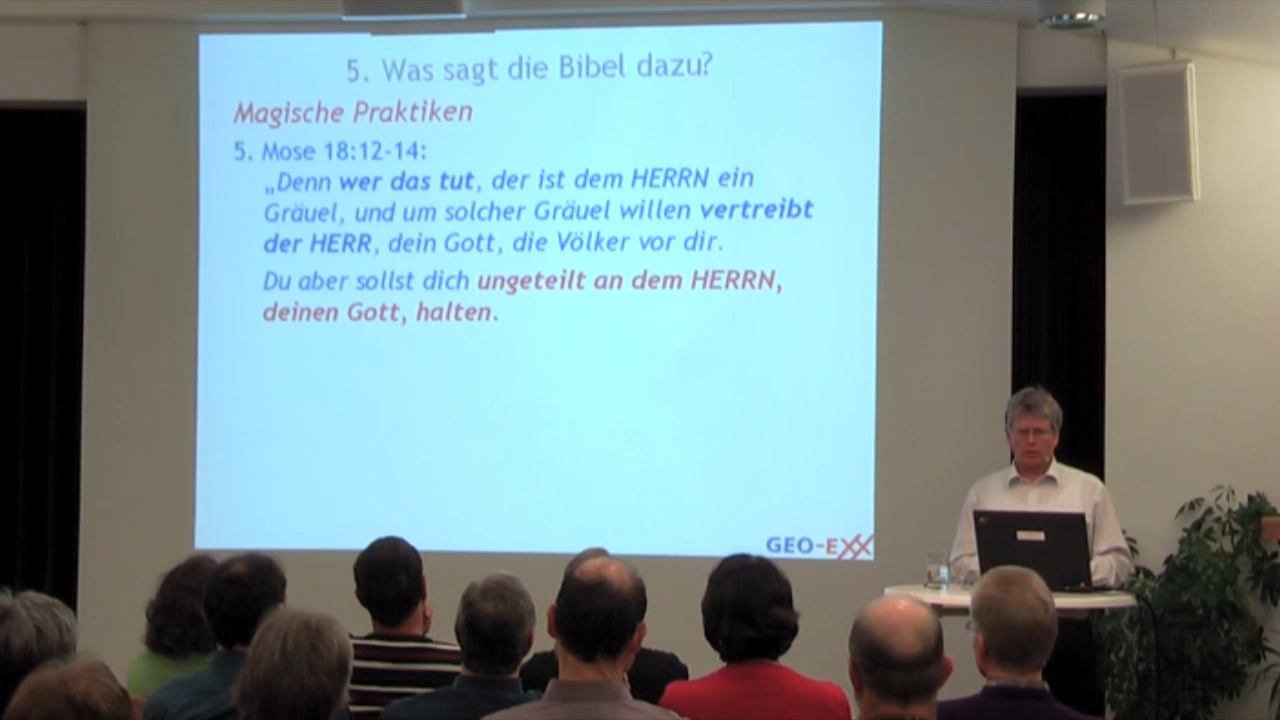 5. Was sagt die Bibel dazu?
Magische Praktiken
5. Mose 18:12-14:
„Denn wer das tut, der ist dem HERRN ein
Gräuel, und um solcher Gräuel willen vertreibt
der HERR, dein Gott, die Völker vor dir.
Du aber sollst dich ungeteilt an dem HERRN,
deinen Gott, halten.
GEO-EXX